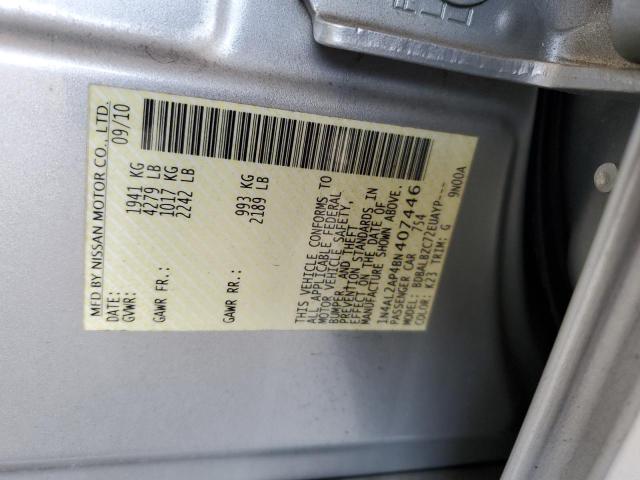 MFD BY NISSAN MOTOR CO., LTD.
DATE: 09/10
GVWR: 1941 KG
4279 LB
GAWR FR.: 1017 KG
2242 LB
GAWR RR.: 993 KG
2189 LB
THIS VEHICLE CONFORMS TO
ALL APPLICABLE FEDERAL
MOTOR VEHICLE SAFETY,
BUMPER, AND THEFT
PREVENTION STANDARDS IN
EFFECT ON THE DATE OF
MANUFACTURE SHOWN ABOVE.
1N4AL2AP4BN407446
PASSENGER CAR 7S4
MODEL: BDBALBZC72EUAYP---
COLOR: K23 TRIM: G 9N00A